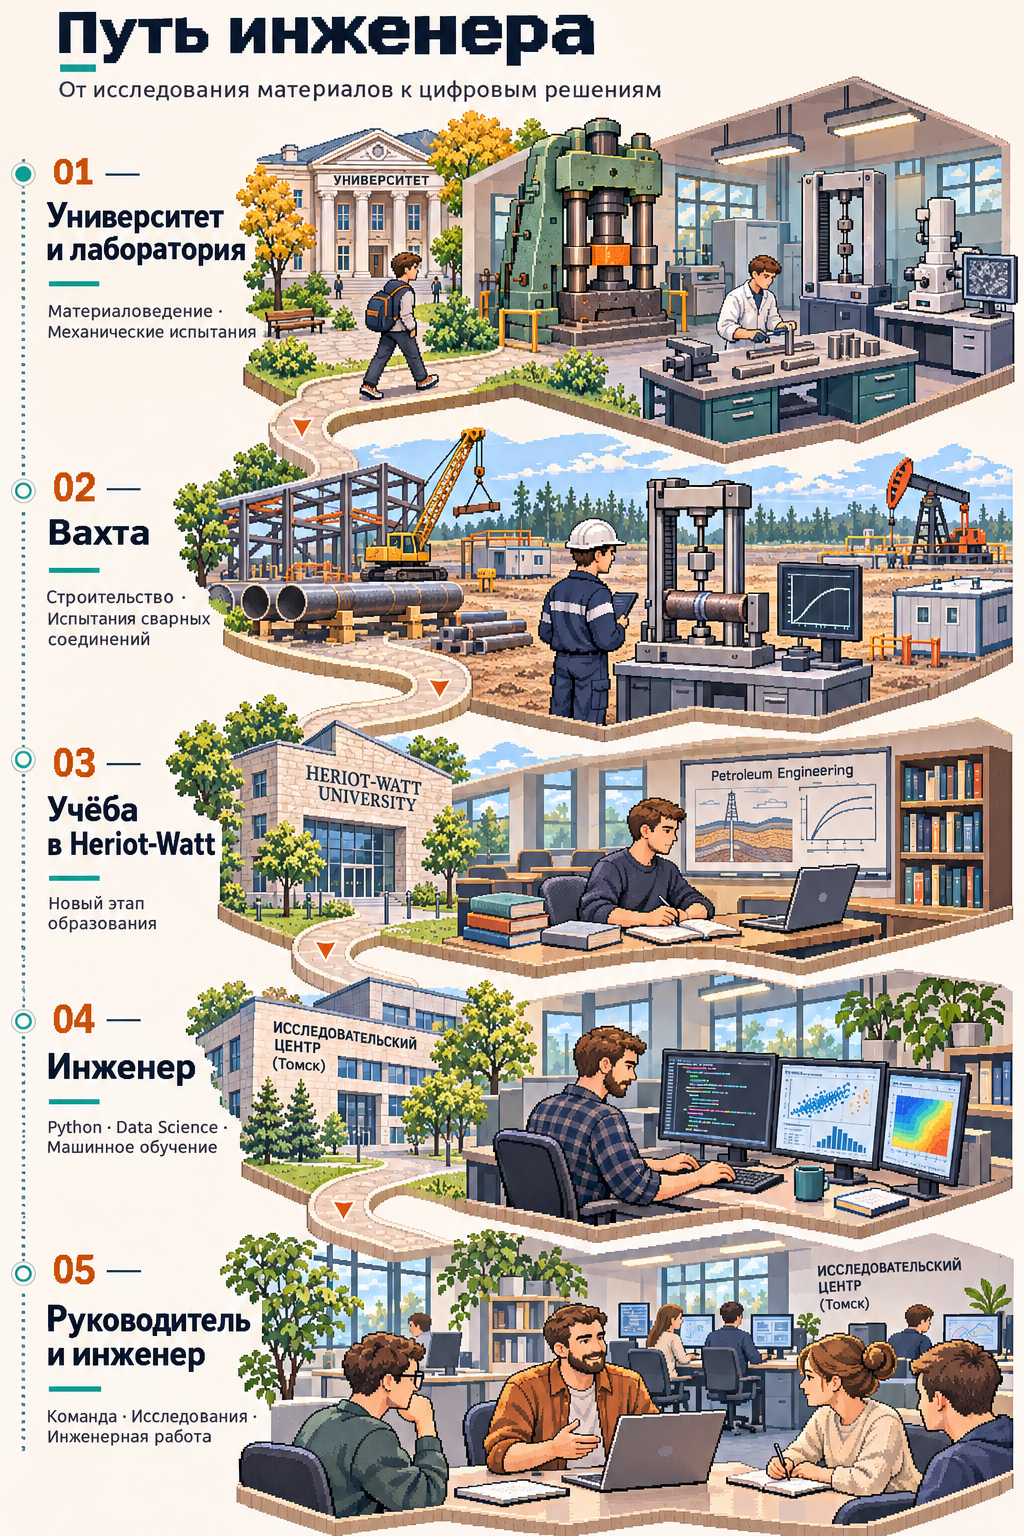 Путь инженера
От исследования материалов к цифровым решениям
01
Университет
и лаборатория
Материаловедение ·
Механические испытания
УНИВЕРСИТЕТ
02
Вахта
Строительство ·
Испытания сварных
соединений
03
Учёба
в Heriot-Watt
Новый этап
образования
HERIOT-WATT
UNIVERSITY
Petroleum Engineering
04
Инженер
Python · Data Science ·
Машинное обучение
ИССЛЕДОВАТЕЛЬСКИЙ
ЦЕНТР
(Томск)
05
Руководитель
и инженер
Команда · Исследования ·
Инженерная работа
ИССЛЕДОВАТЕЛЬСКИЙ
ЦЕНТР
(Томск)